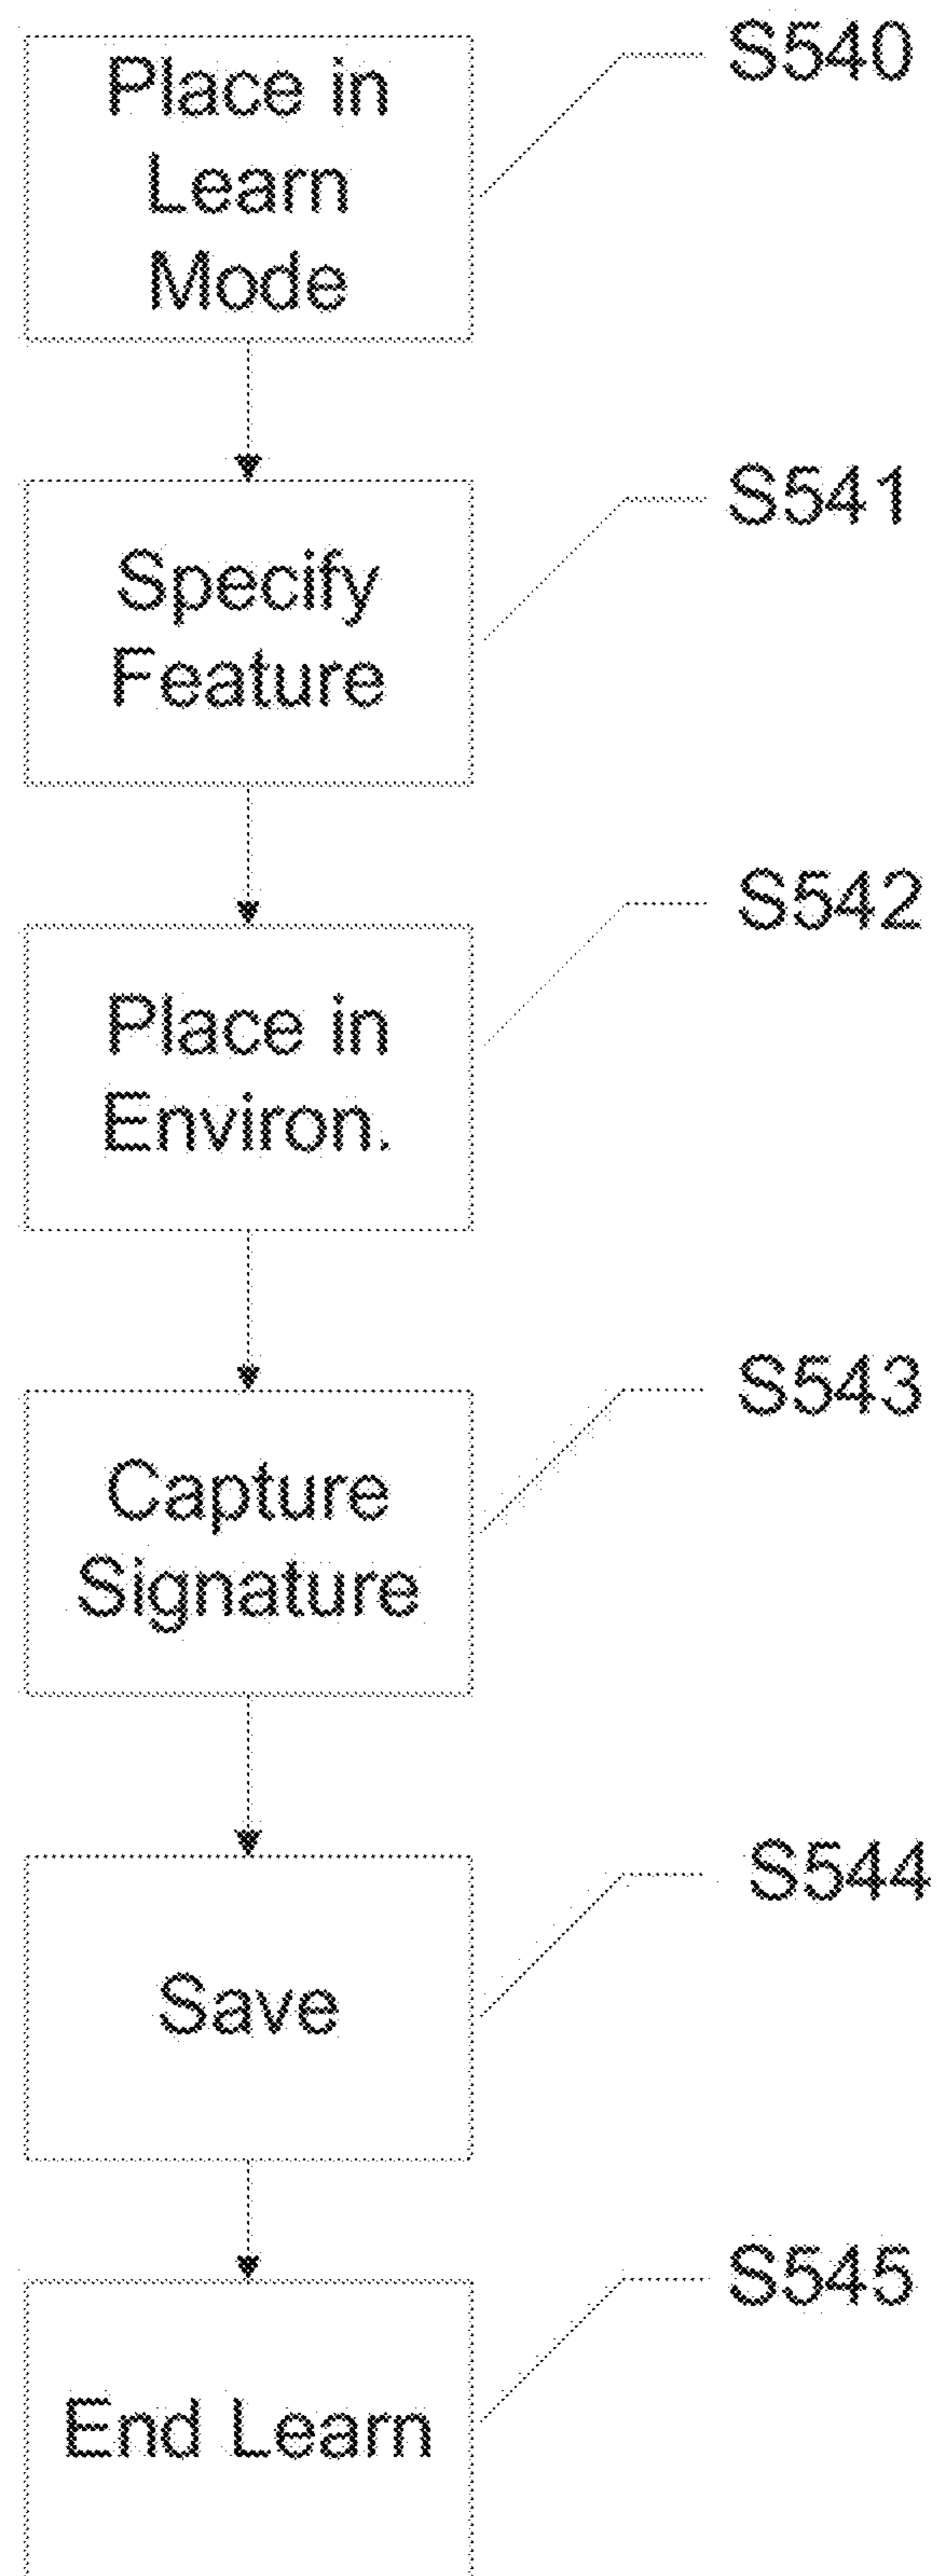 Place in
Learn
Mode
S540
Specify
Feature
S541
Place in
Environ.
S542
Capture
Signature
S543
Save
S544
End Learn
S545